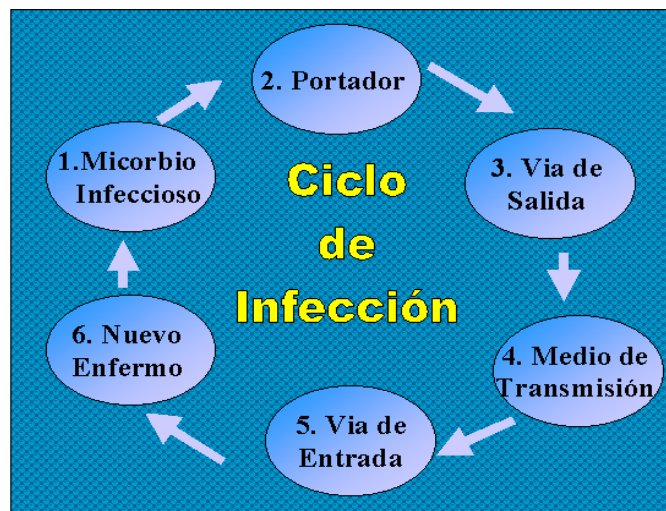 Ciclo
de
Infección
1.Micorbio
Infeccioso
2. Portador
3. Via de
Salida
4. Medio de
Transmisión
5. Via de
Entrada
6. Nuevo
Enfermo